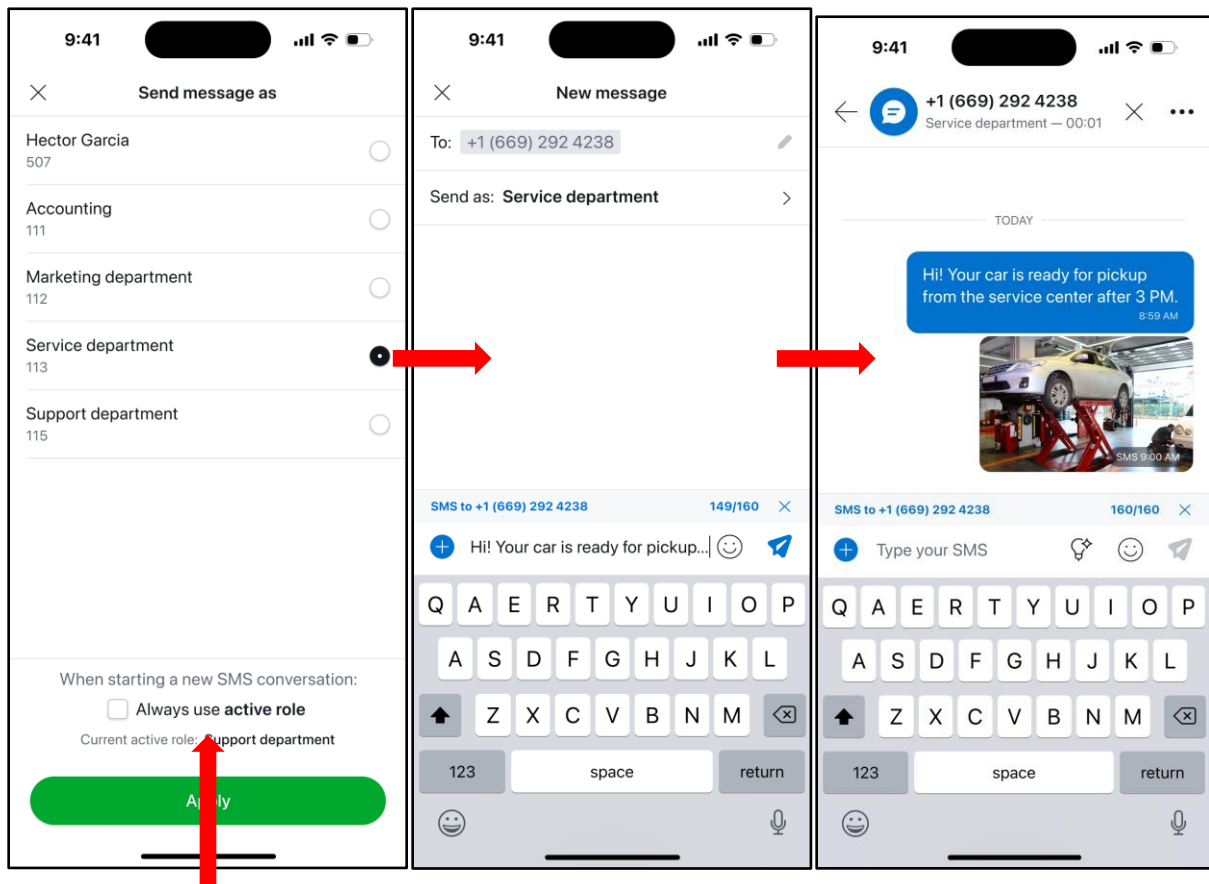 9:41
Send message as
Hector Garcia
507
Accounting
111
Marketing department
112
Service department
113
Support department
115
When starting a new SMS conversation:
Always use active role
Current active role: Support department
Apply
9:41
New message
To: +1 (669) 292 4238
Send as: Service department
SMS to +1 (669) 292 4238 149/160
Hi! Your car is ready for pickup...
Q A E R T Y U I O P
A S D F G H J K L
Z X C V B N M
123 space return
9:41
+1 (669) 292 4238
Service department — 00:01
TODAY
Hi! Your car is ready for pickup
from the service center after 3 PM.
8:59 AM
SMS 9:00 AM
SMS to +1 (669) 292 4238 160/160
Type your SMS
Q A E R T Y U I O P
A S D F G H J K L
Z X C V B N M
123 space return